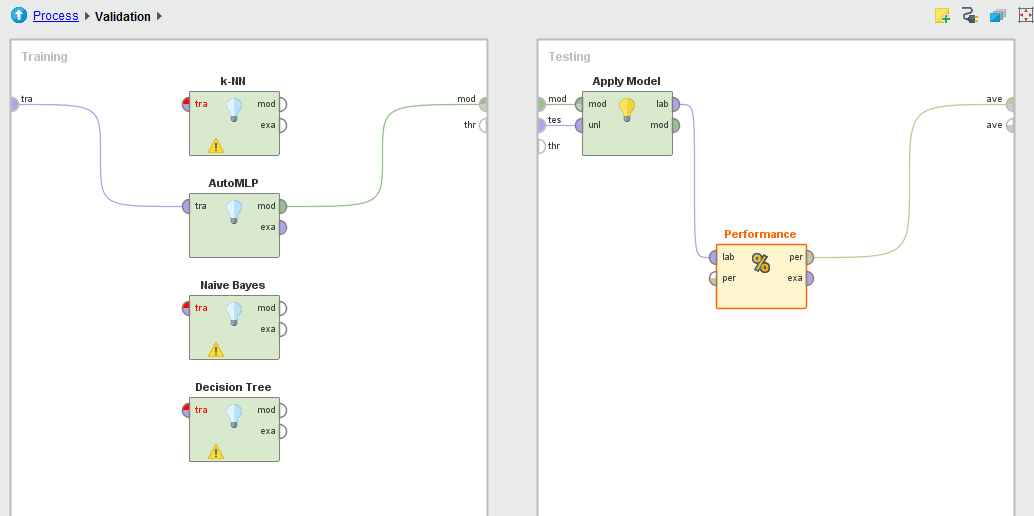 Process Validation
Training
k-NN
tra mod
exa
AutoMLP
tra mod
exa
Naive Bayes
tra mod
exa
Decision Tree
tra mod
exa
tra
mod
thr
Testing
Apply Model
mod lab
unl mod
mod
tes
thr
Performance
%
lab per
per exa
ave
ave